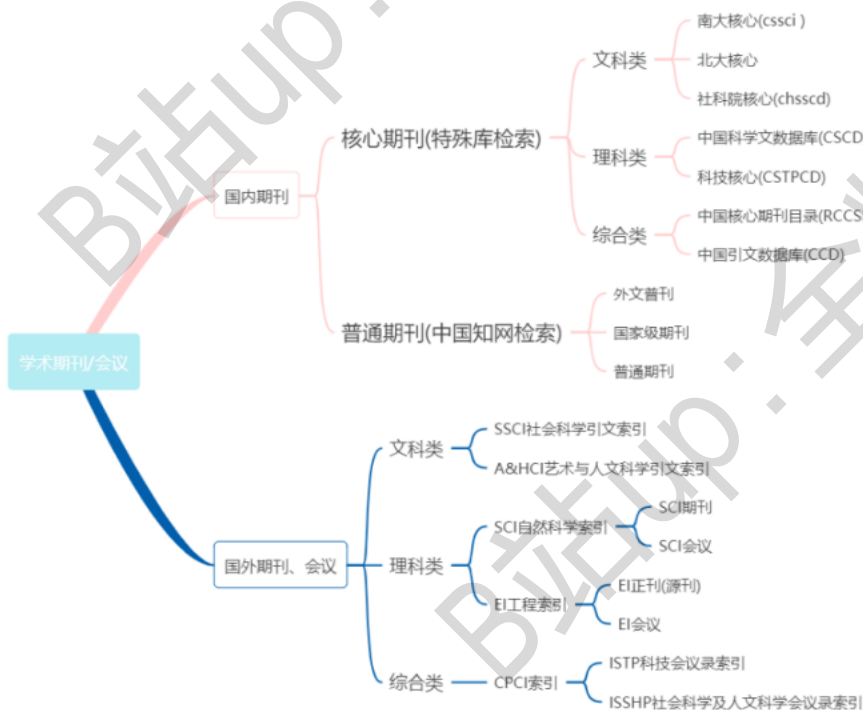 B站up：全
南大核心(cssci )
文科类
北大核心
社科院核心(chsscd)
核心期刊(特殊库检索)
中国科学文数据库(CSCD
理科类
科技核心(CSTPCD)
国内期刊
中国核心期刊目录(RCCS
综合类
中国引文数据库(CCD)
外文普刊
普通期刊(中国知网检索)
国家级期刊
普通期刊
学术期刊/会议
SSCI社会科学引文索引
文科类
A&HCI艺术与人文科学引文索引
SCI期刊
SCI自然科学索引
SCI会议
国外期刊、会议
理科类
EI正刊(源刊)
EI工程索引
EI会议
ISTP科技会议录索引
综合类
CPCI索引
ISSHP社会科学及人文科学会议录索引
B站up：